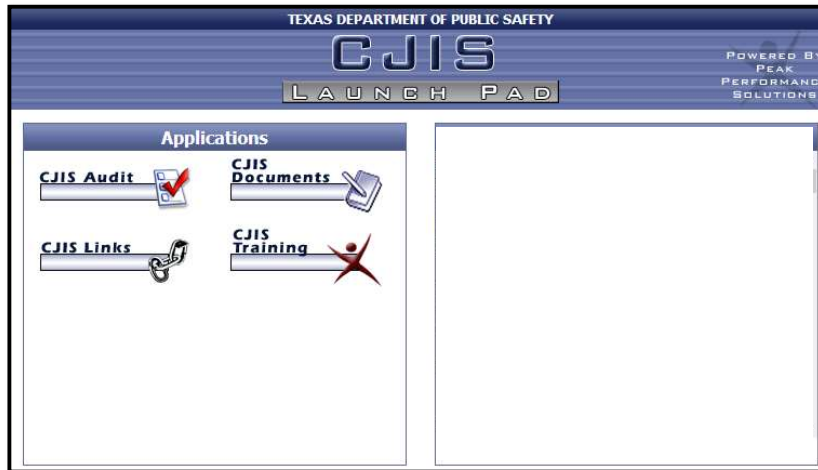 TEXAS DEPARTMENT OF PUBLIC SAFETY
CJIS
LAUNCH PAD
POWERED BY
PEAK
PERFORMANC
SOLUTIONS
Applications
CJIS Audit
CJIS
Documents
CJIS Links
CJIS
Training